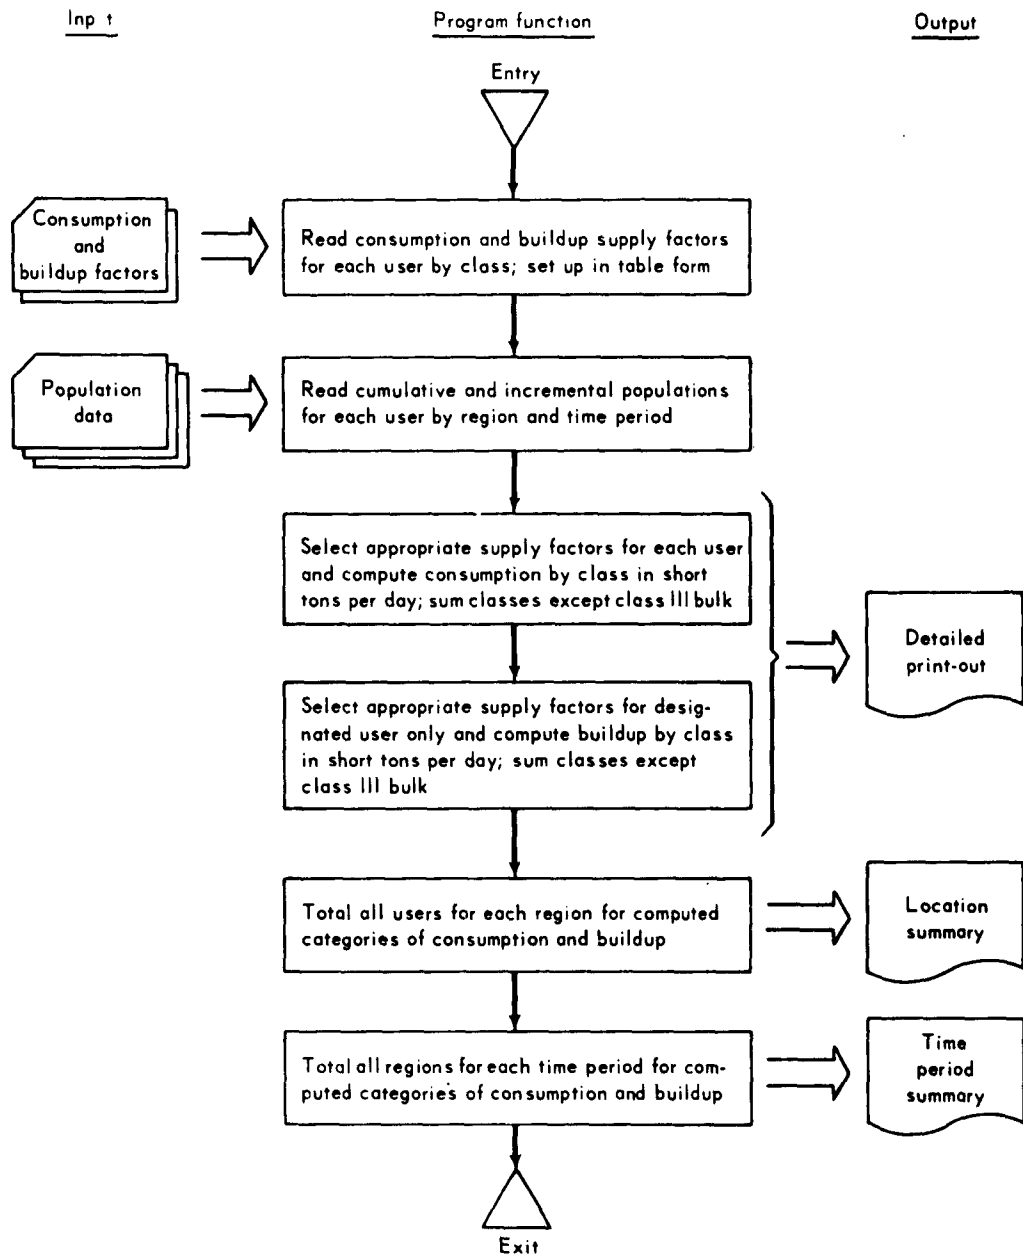 Inp t
Program function
Output
Entry
Consumption
and
buildup factors
Read consumption and buildup supply factors
for each user by class; set up in table form
Population
data
Read cumulative and incremental populations
for each user by region and time period
Select appropriate supply factors for each user
and compute consumption by class in short
tons per day; sum classes except class III bulk
Detailed
print-out
Select appropriate supply factors for desig-
nated user only and compute buildup by class
in short tons per day; sum classes except
class III bulk
Total all users for each region for computed
categories of consumption and buildup
Location
summary
Total all regions for each time period for com-
puted categories of consumption and buildup
Time
period
summary
Exit